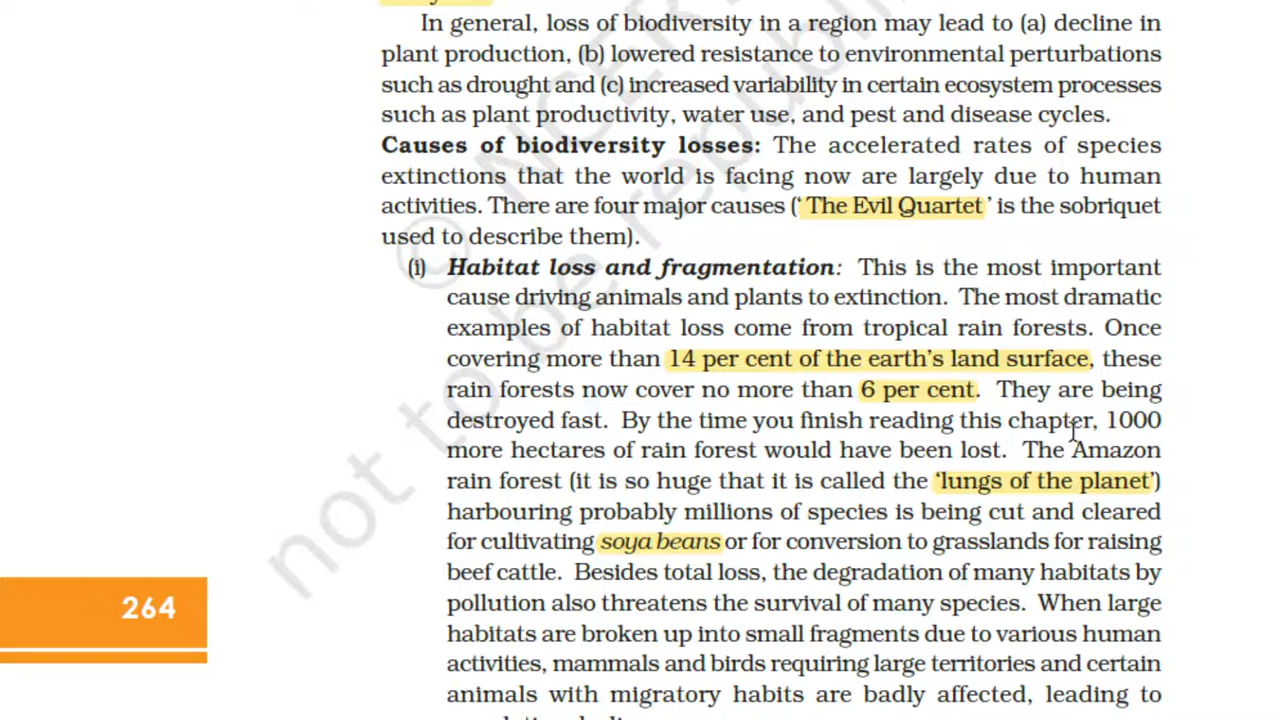 In general, loss of biodiversity in a region may lead to (a) decline in
plant production, (b) lowered resistance to environmental perturbations
such as drought and (c) increased variability in certain ecosystem processes
such as plant productivity, water use, and pest and disease cycles.
Causes of biodiversity losses: The accelerated rates of species
extinctions that the world is facing now are largely due to human
activities. There are four major causes (‘ The Evil Quartet ’ is the sobriquet
used to describe them).
(i) Habitat loss and fragmentation: This is the most important
cause driving animals and plants to extinction. The most dramatic
examples of habitat loss come from tropical rain forests. Once
covering more than 14 per cent of the earth’s land surface, these
rain forests now cover no more than 6 per cent. They are being
destroyed fast. By the time you finish reading this chapter, 1000
more hectares of rain forest would have been lost. The Amazon
rain forest (it is so huge that it is called the ‘lungs of the planet’)
harbouring probably millions of species is being cut and cleared
for cultivating soya beans or for conversion to grasslands for raising
beef cattle. Besides total loss, the degradation of many habitats by
264
pollution also threatens the survival of many species. When large
habitats are broken up into small fragments due to various human
activities, mammals and birds requiring large territories and certain
animals with migratory habits are badly affected, leading to
© NCER
not to be republi